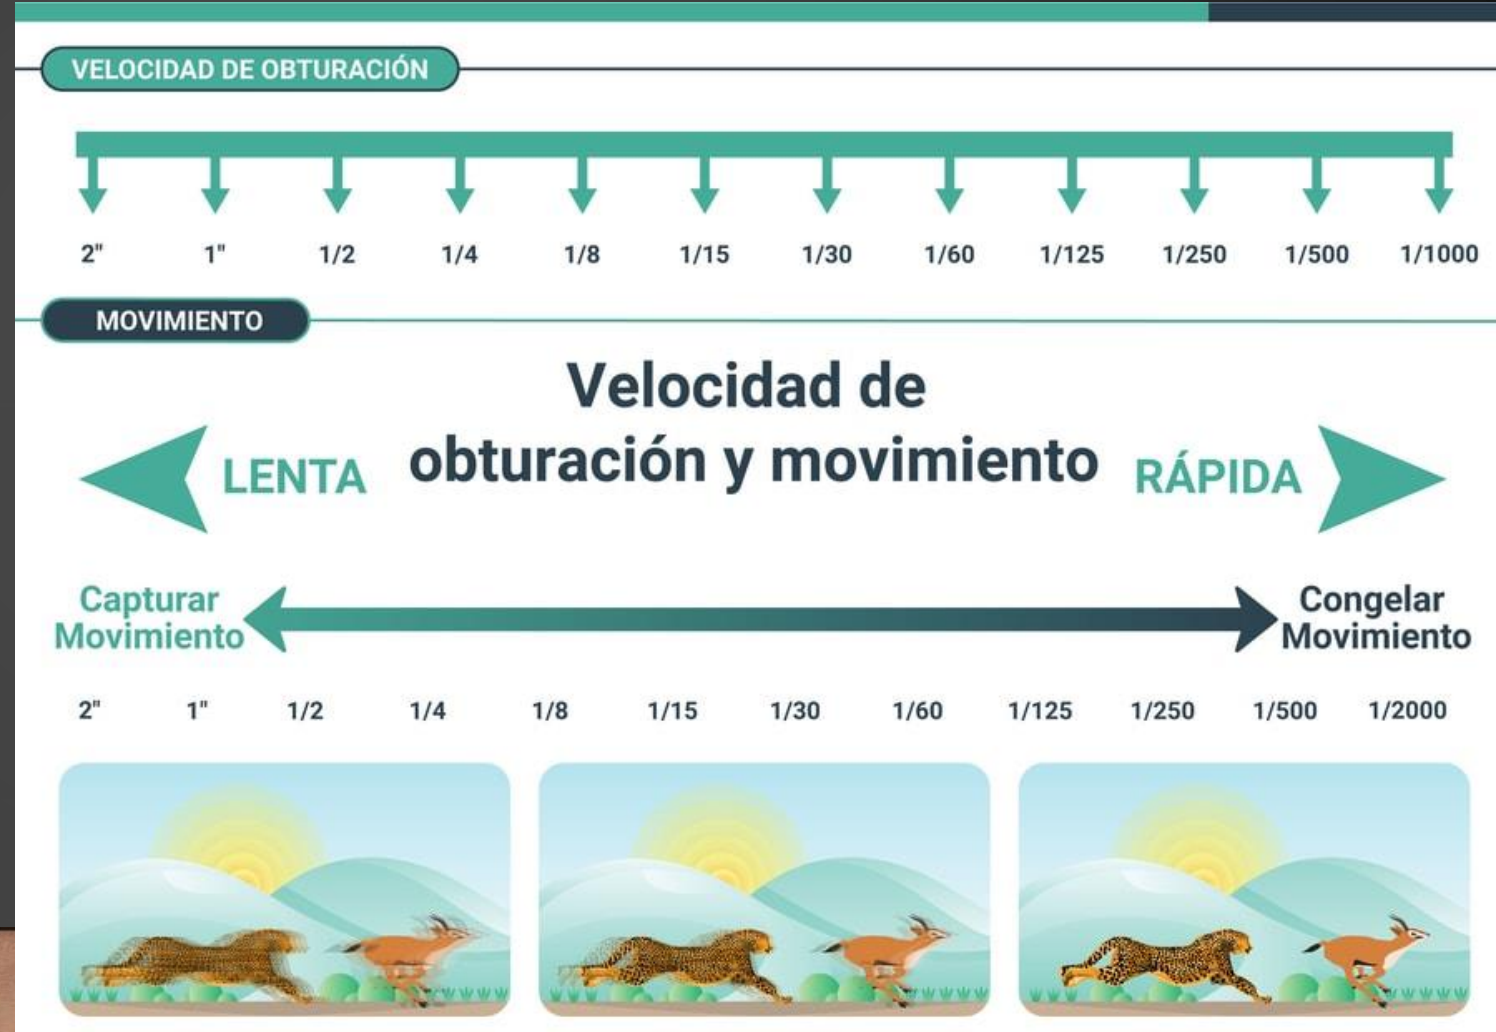 VELOCIDAD DE OBTURACIÓN
2" 1" 1/2 1/4 1/8 1/15 1/30 1/60 1/125 1/250 1/500 1/1000
MOVIMIENTO
Velocidad de
obturación y movimiento
LENTA
RÁPIDA
Capturar
Movimiento
Congelar
Movimiento
2" 1" 1/2 1/4 1/8 1/15 1/30 1/60 1/125 1/250 1/500 1/2000